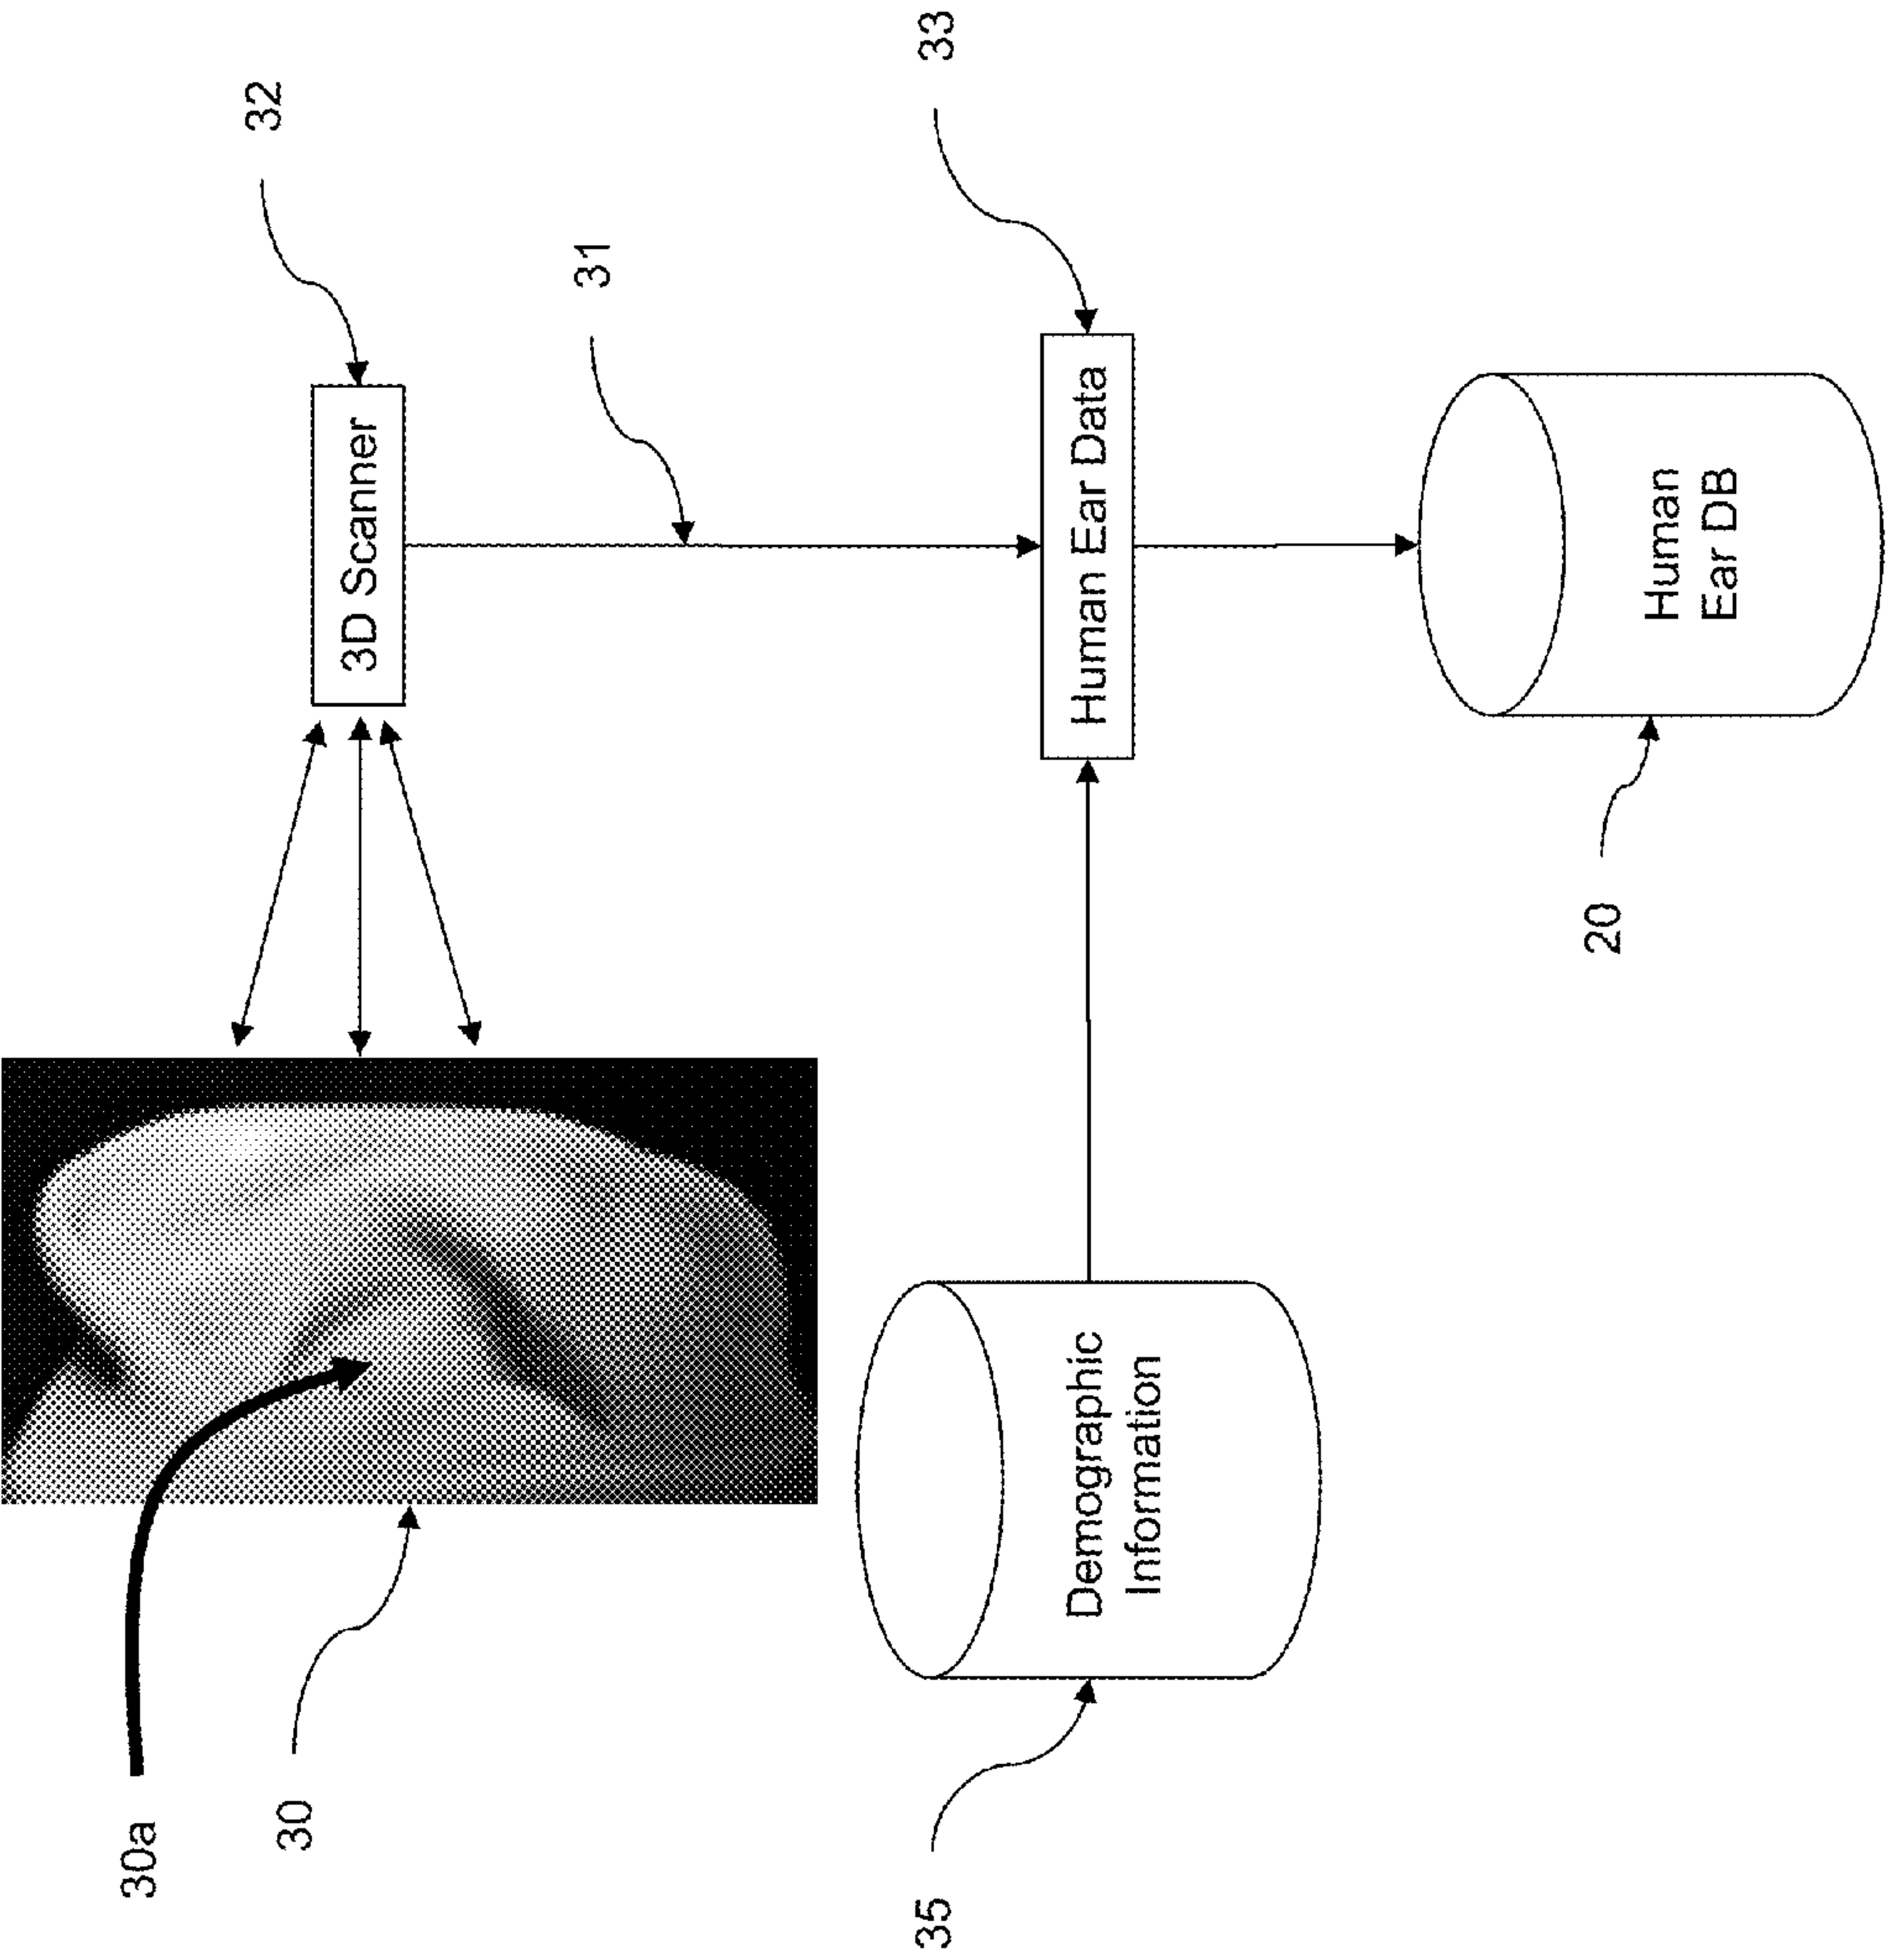 30a
30
3D Scanner
32
31
35
Demographic
Information
Human Ear Data
33
20
Human
Ear DB